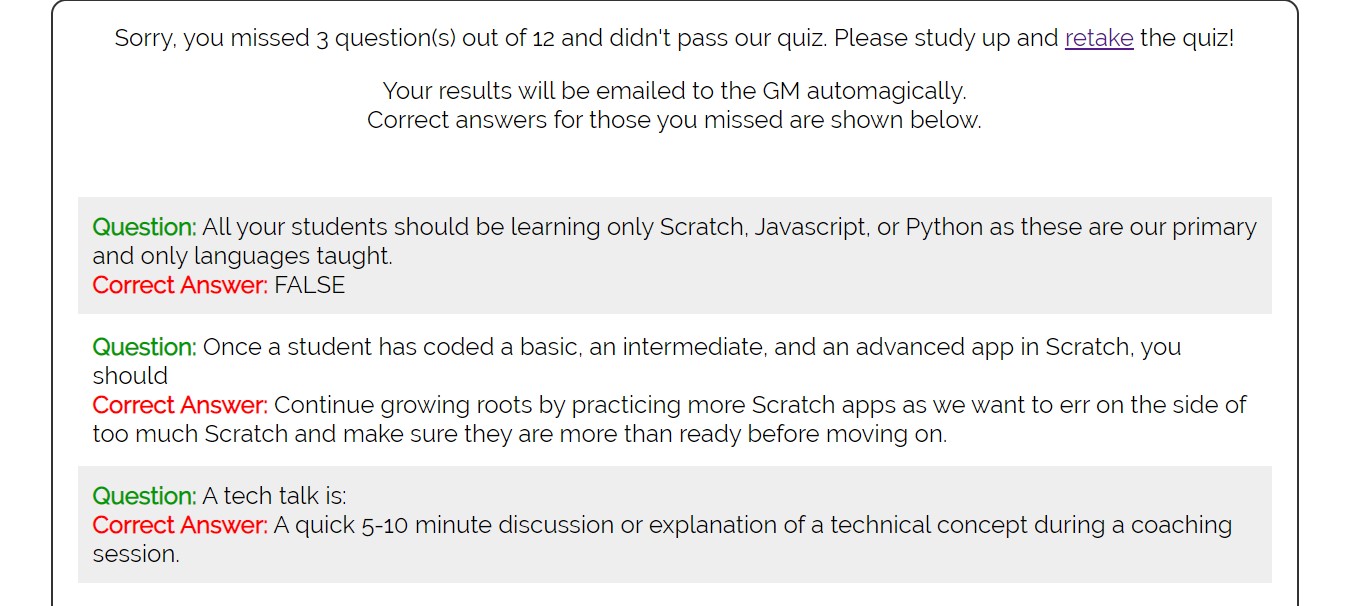 Sorry, you missed 3 question(s) out of 12 and didn't pass our quiz. Please study up and retake the quiz!
Your results will be emailed to the GM automagically.
Correct answers for those you missed are shown below.
Question: All your students should be learning only Scratch, Javascript, or Python as these are our primary
and only languages taught.
Correct Answer: FALSE
Question: Once a student has coded a basic, an intermediate, and an advanced app in Scratch, you
should
Correct Answer: Continue growing roots by practicing more Scratch apps as we want to err on the side of
too much Scratch and make sure they are more than ready before moving on.
Question: A tech talk is:
Correct Answer: A quick 5-10 minute discussion or explanation of a technical concept during a coaching
session.